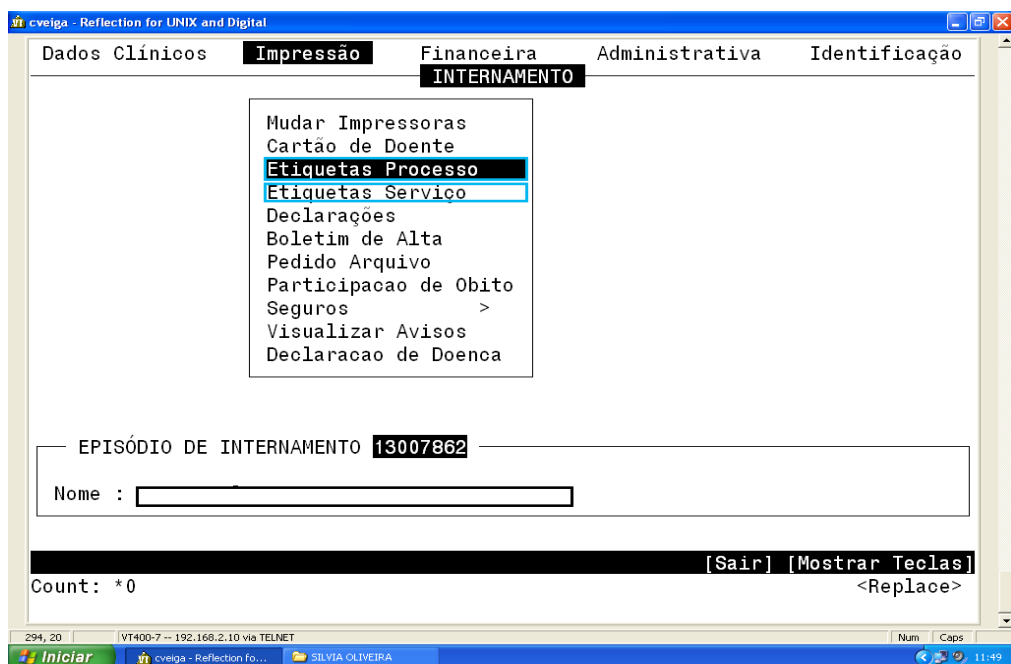 cveiga - Reflection for UNIX and Digital
Dados Clínicos Impressão Financeira Administrativa Identificação
INTERNAMENTO
Mudar Impressoras
Cartão de Doente
Etiquetas Processo
Etiquetas Serviço
Declarações
Boletim de Alta
Pedido Arquivo
Participacao de Obito
Seguros >
Visualizar Avisos
Declaracao de Doenca
EPISÓDIO DE INTERNAMENTO 13007862
Nome :
[Sair] [Mostrar Teclas]
Count: *0 <Replace>
294, 20 VT400-7 -- 192.168.2.10 via TELNET Num Caps
Iniciar cveiga - Reflection fo... SILVIA OLIVEIRA 11:49